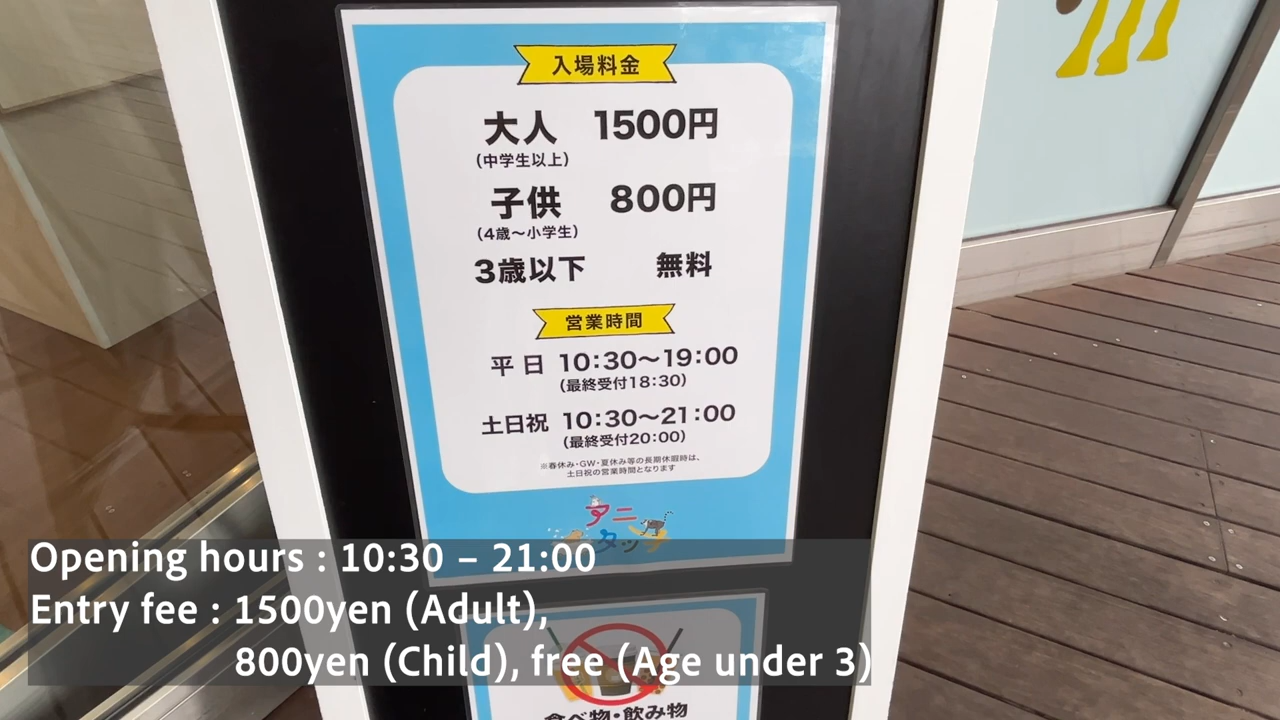 入場料金
大人 1500円
(中学生以上)
子供 800円
(4歳～小学生)
3歳以下 無料
営業時間
平日 10:30～19:00
(最終受付18:30)
土日祝 10:30～21:00
(最終受付20:00)
※春休み・GW・夏休み等の長期休暇時は、
土日祝の営業時間となります
アニ
タッチ
Opening hours : 10:30 – 21:00
Entry fee : 1500yen (Adult),
800yen (Child), free (Age under 3)
食べ物・飲み物